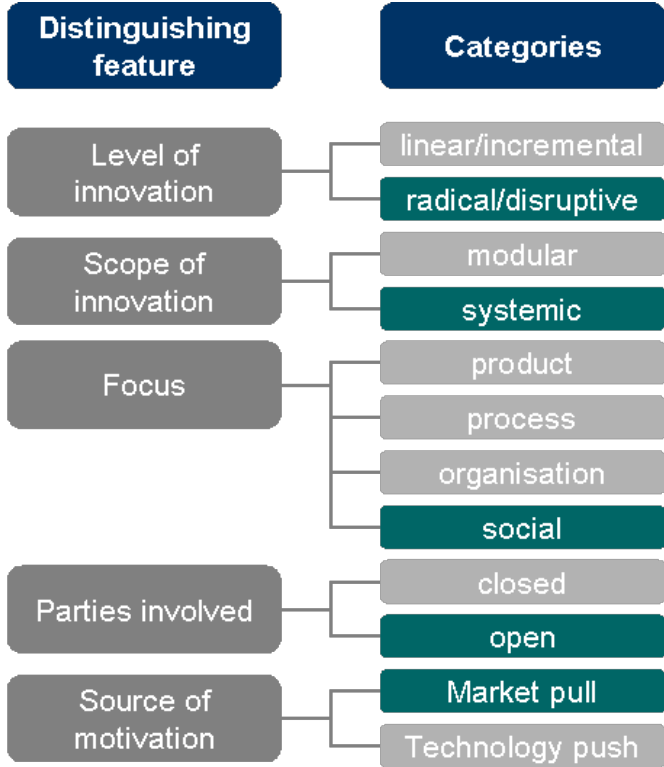 Distinguishing
feature
Categories
Level of
innovation
linear/incremental
radical/disruptive
Scope of
innovation
modular
systemic
Focus
product
process
organisation
social
Parties involved
closed
open
Source of
motivation
Market pull
Technology push